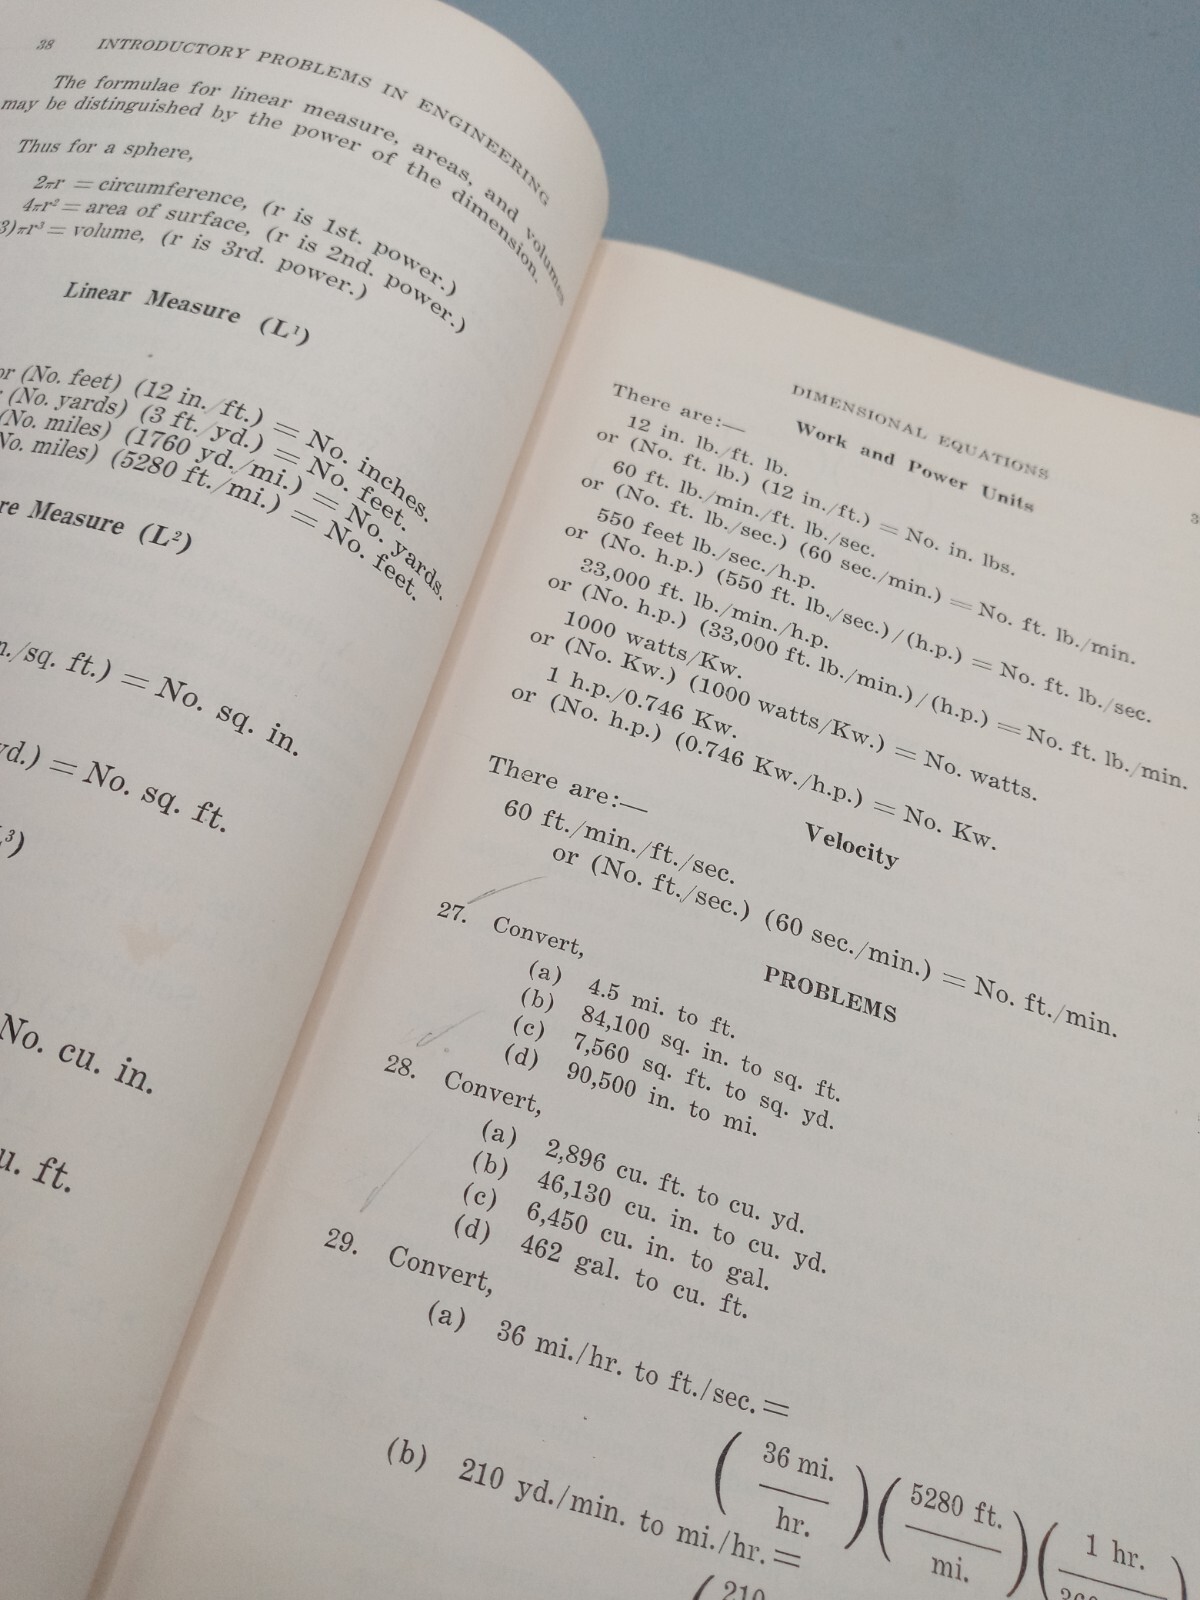 38 INTRODUCTORY PROBLEMS IN ENGINEERING
The formulae for linear measure, areas, and volumes
may be distinguished by the power of the dimension.
Thus for a sphere,
2πr = circumference, (r is 1st. power.)
4πr² = area of surface, (r is 2nd. power.)
3)πr³ = volume, (r is 3rd. power.)
Linear Measure (L¹)
or (No. feet) (12 in./ft.) = No. inches.
(No. yards) (3 ft./yd.) = No. feet.
(No. miles) (1760 yd./mi.) = No. yards.
No. miles) (5280 ft./mi.) = No. feet.
re Measure (L²)
n./sq. ft.) = No. sq. in.
yd.) = No. sq. ft.
³)
No. cu. in.
u. ft.
DIMENSIONAL EQUATIONS 3
Work and Power Units
There are:—
12 in. lb./ft. lb.
or (No. ft. lb.) (12 in./ft.) = No. in. lbs.
60 ft. lb./min./ft. lb./sec.
or (No. ft. lb./sec.) (60 sec./min.) = No. ft. lb./min.
550 feet lb./sec./h.p.
or (No. h.p.) (550 ft. lb./sec.)/(h.p.) = No. ft. lb./sec.
33,000 ft. lb./min./h.p.
or (No. h.p.) (33,000 ft. lb./min.)/(h.p.) = No. ft. lb./min.
1000 watts/Kw.
or (No. Kw.) (1000 watts/Kw.) = No. watts.
1 h.p./0.746 Kw.
or (No. h.p.) (0.746 Kw./h.p.) = No. Kw.
Velocity
There are:—
60 ft./min./ft./sec.
or (No. ft./sec.) (60 sec./min.) = No. ft./min.
PROBLEMS
27. Convert,
(a) 4.5 mi. to ft.
(b) 84,100 sq. in. to sq. ft.
(c) 7,560 sq. ft. to sq. yd.
(d) 90,500 in. to mi.
28. Convert,
(a) 2,896 cu. ft. to cu. yd.
(b) 46,130 cu. in. to cu. yd.
(c) 6,450 cu. in. to gal.
(d) 462 gal. to cu. ft.
29. Convert,
(a) 36 mi./hr. to ft./sec. =
(36 mi./hr.)(5280 ft./mi.)(1 hr./
(b) 210 yd./min. to mi./hr. =
(210